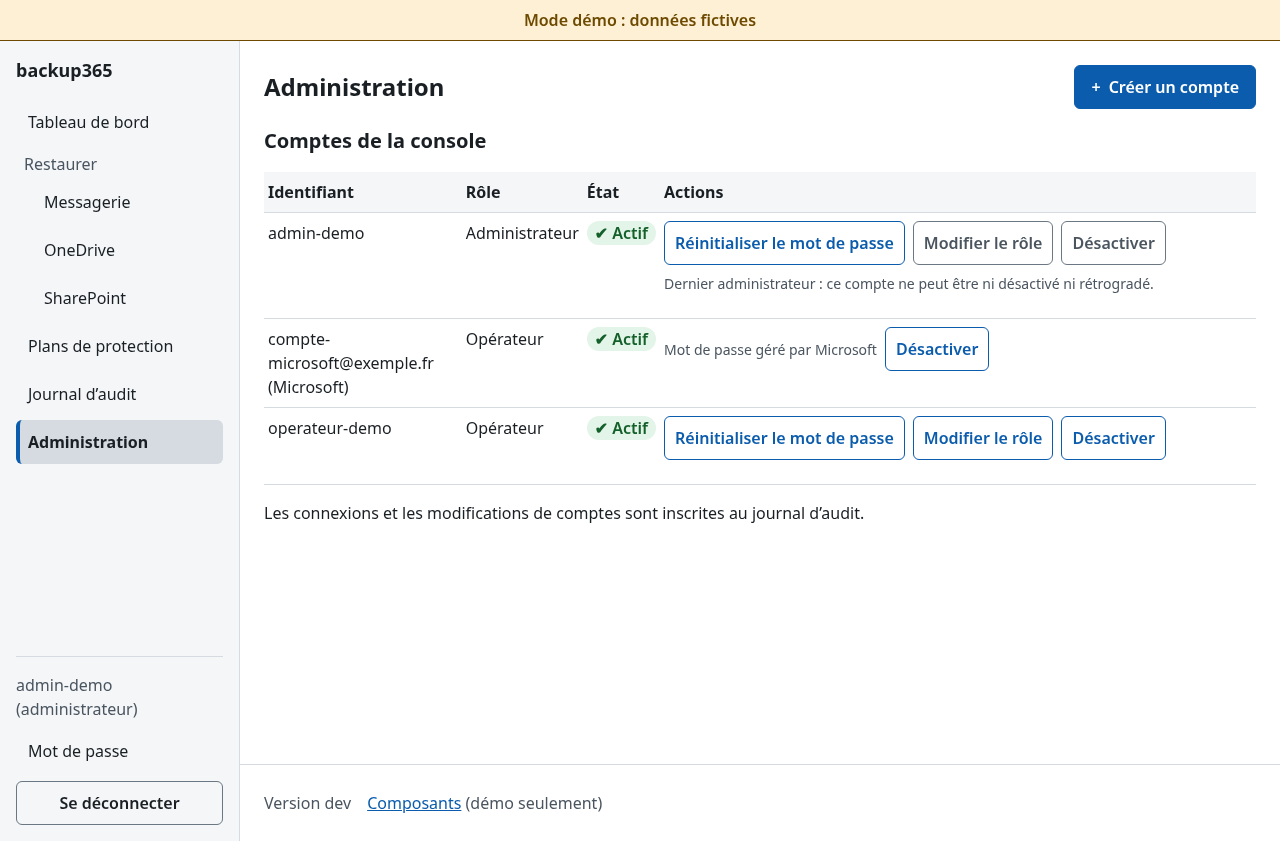 Mode démo : données fictives
backup365
Tableau de bord
Restaurer
Messagerie
OneDrive
SharePoint
Plans de protection
Journal d’audit
Administration
admin-demo
(administrateur)
Mot de passe
Se déconnecter
Administration
+ Créer un compte
Comptes de la console
Identifiant Rôle État Actions
admin-demo Administrateur ✔ Actif Réinitialiser le mot de passe Modifier le rôle Désactiver
Dernier administrateur : ce compte ne peut être ni désactivé ni rétrogradé.
compte-
microsoft@exemple.fr
(Microsoft)
Opérateur ✔ Actif Mot de passe géré par Microsoft Désactiver
operateur-demo Opérateur ✔ Actif Réinitialiser le mot de passe Modifier le rôle Désactiver
Les connexions et les modifications de comptes sont inscrites au journal d’audit.
Version dev Composants (démo seulement)